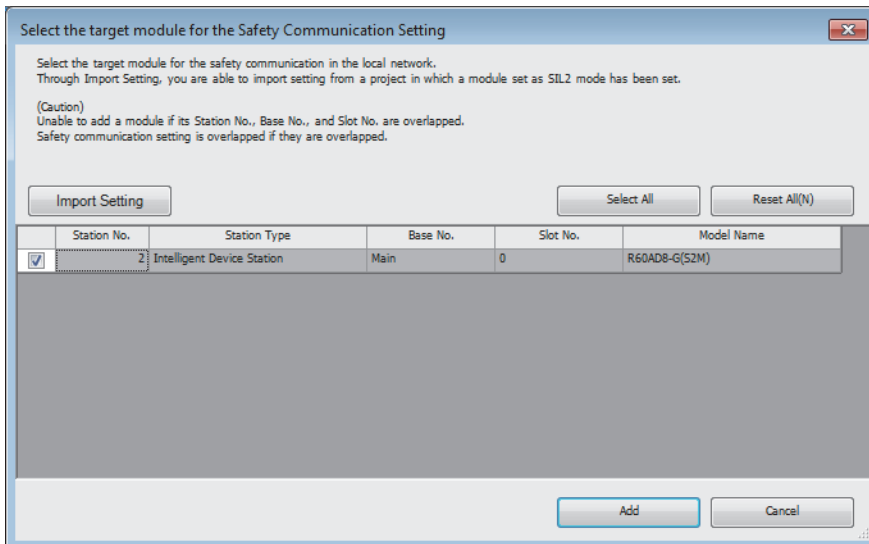 Select the target module for the Safety Communication Setting
Select the target module for the safety communication in the local network.
Through Import Setting, you are able to import setting from a project in which a module set as SIL2 mode has been set.
(Caution)
Unable to add a module if its Station No., Base No., and Slot No. are overlapped.
Safety communication setting is overlapped if they are overlapped.
Import Setting Select All Reset All(N)
Station No. Station Type Base No. Slot No. Model Name
2 Intelligent Device Station Main 0 R60AD8-G(S2M)
Add Cancel